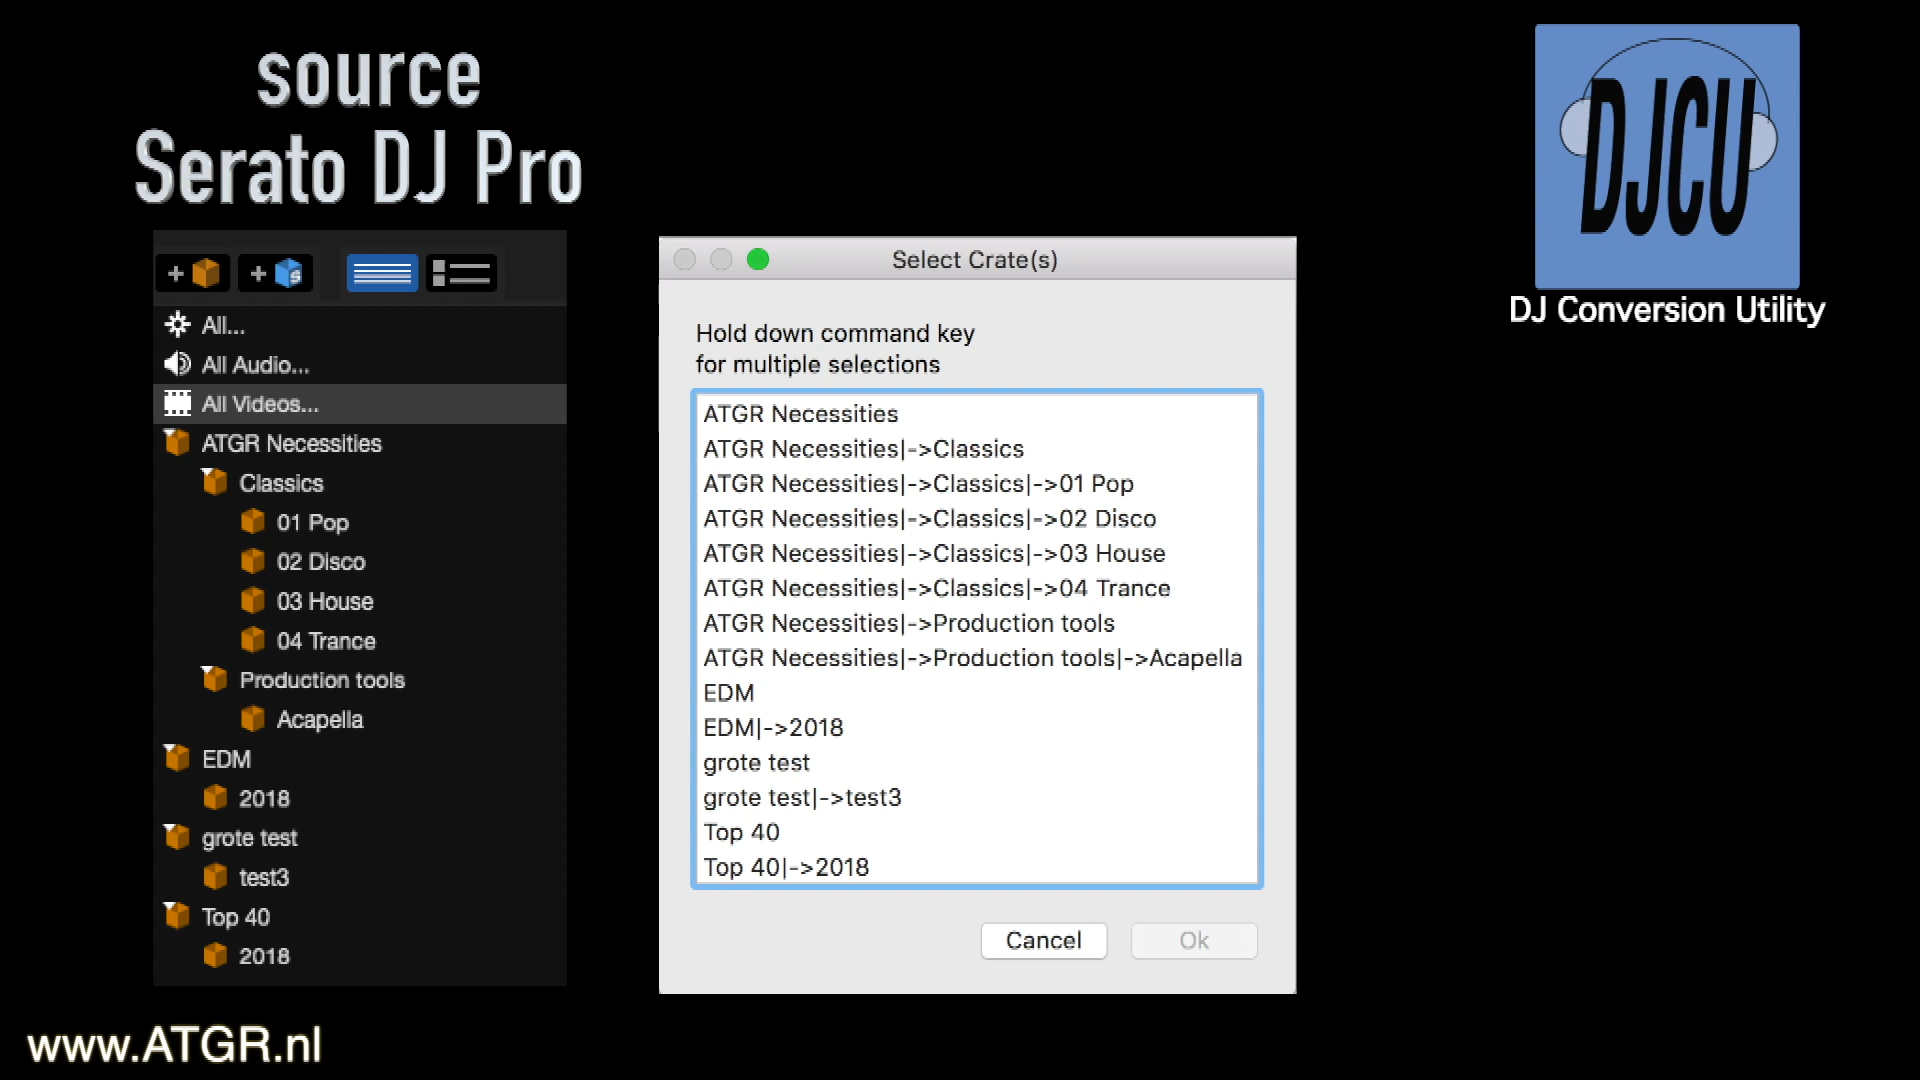 source
Serato DJ Pro
All...
All Audio...
All Videos...
ATGR Necessities
Classics
01 Pop
02 Disco
03 House
04 Trance
Production tools
Acapella
EDM
2018
grote test
test3
Top 40
2018
www.ATGR.nl
Select Crate(s)
Hold down command key
for multiple selections
ATGR Necessities
ATGR Necessities|->Classics
ATGR Necessities|->Classics|->01 Pop
ATGR Necessities|->Classics|->02 Disco
ATGR Necessities|->Classics|->03 House
ATGR Necessities|->Classics|->04 Trance
ATGR Necessities|->Production tools
ATGR Necessities|->Production tools|->Acapella
EDM
EDM|->2018
grote test
grote test|->test3
Top 40
Top 40|->2018
Cancel
Ok
DJCU
DJ Conversion Utility